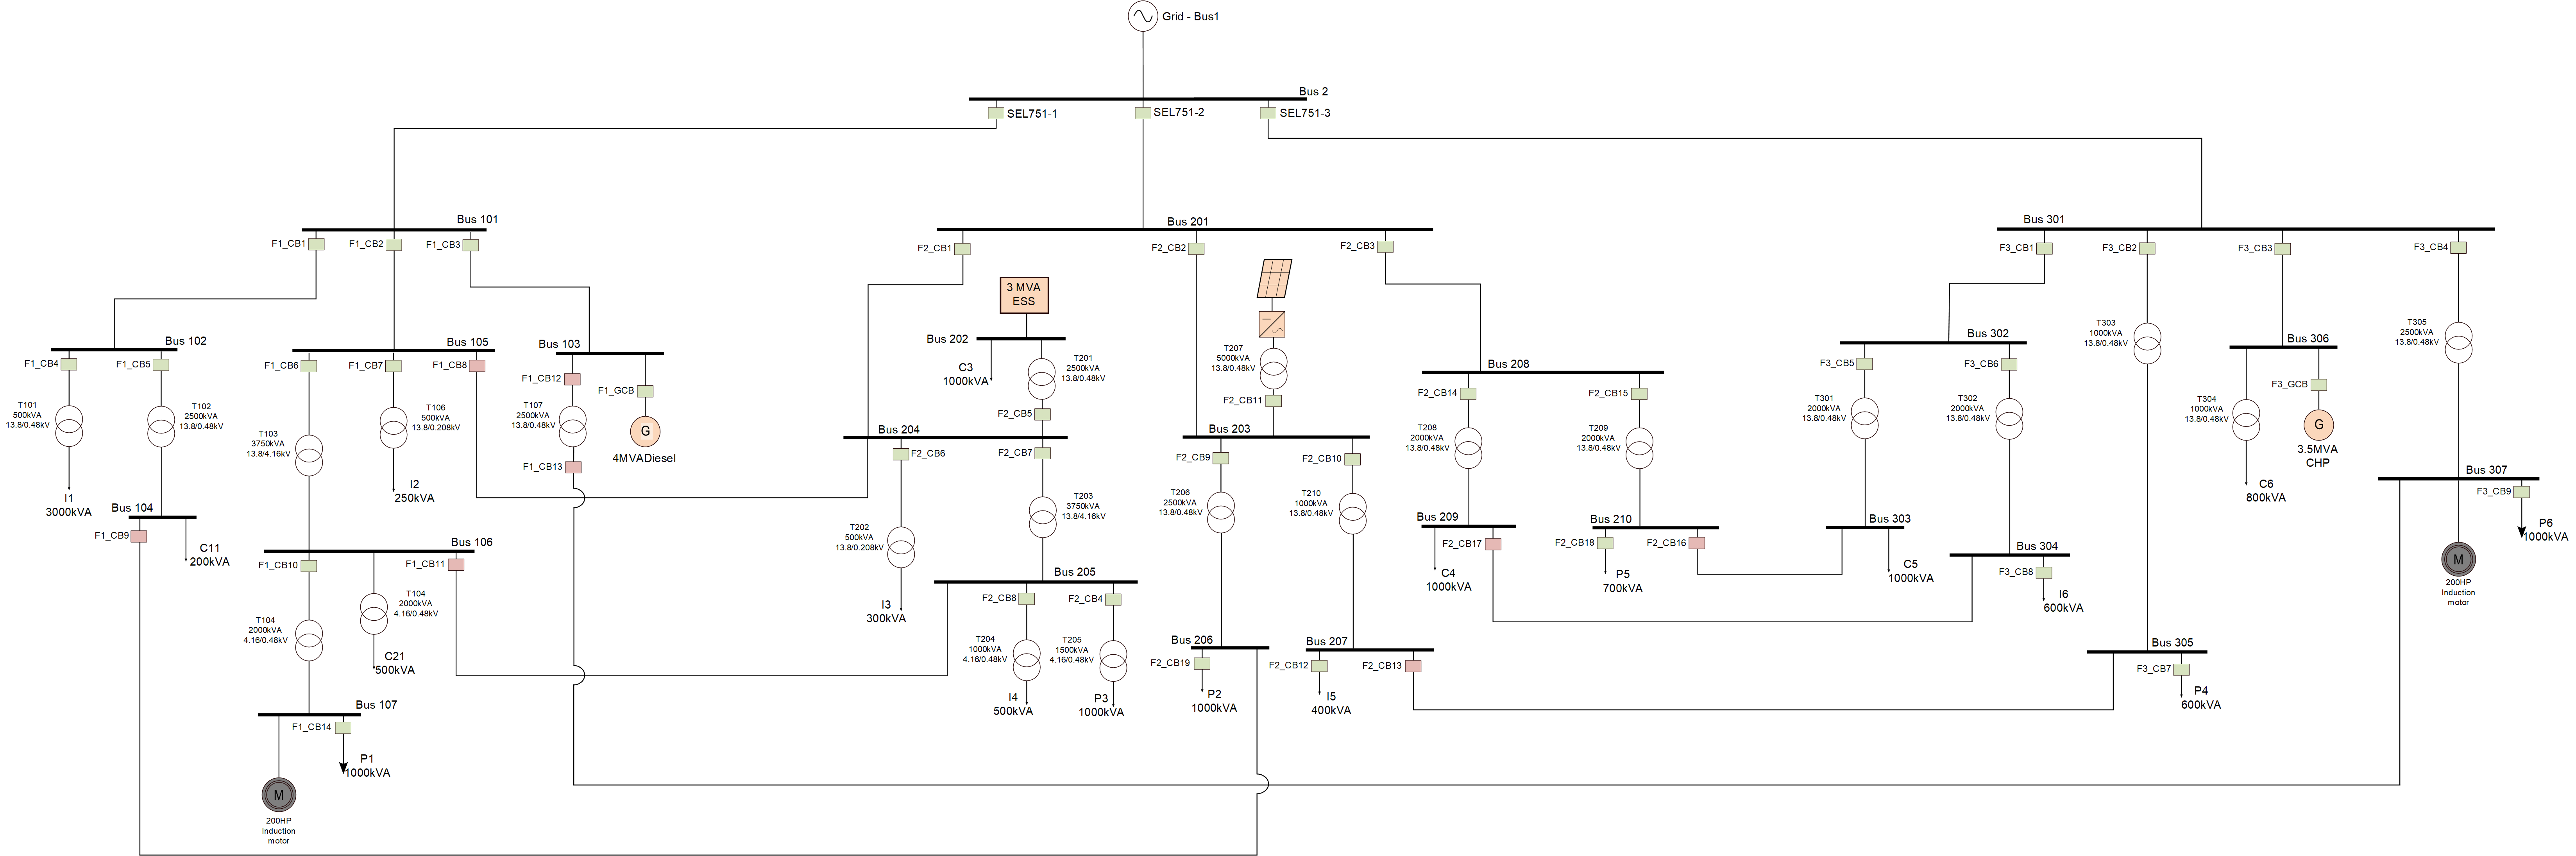 Grid - Bus1
Bus 2
SEL751-1
SEL751-2
SEL751-3
Bus 101
F1_CB1
F1_CB2
F1_CB3
Bus 201
F2_CB1
F2_CB2
F2_CB3
Bus 301
F3_CB1
F3_CB2
F3_CB3
F3_CB4
Bus 102
F1_CB4
F1_CB5
T101
500kVA
13.8/0.48kV
T102
2500kVA
13.8/0.48kV
I1
3000kVA
Bus 104
F1_CB9
C11
200kVA
Bus 105
F1_CB6
F1_CB7
F1_CB8
T103
3750kVA
13.8/4.16kV
T106
500kVA
13.8/0.208kV
I2
250kVA
Bus 103
F1_CB12
F1_GCB
T107
2500kVA
13.8/0.48kV
G
4MVADiesel
F1_CB13
Bus 106
F1_CB10
F1_CB11
T104
2000kVA
4.16/0.48kV
T104
2000kVA
4.16/0.48kV
C21
500kVA
Bus 107
F1_CB14
P1
1000kVA
M
200HP
Induction
motor
3 MVA
ESS
Bus 202
C3
1000kVA
T201
2500kVA
13.8/0.48kV
F2_CB5
Bus 204
F2_CB6
F2_CB7
T202
500kVA
13.8/0.208kV
I3
300kVA
T203
3750kVA
13.8/4.16kV
Bus 205
F2_CB8
F2_CB4
T204
1000kVA
4.16/0.48kV
T205
1500kVA
4.16/0.48kV
I4
500kVA
P3
1000kVA
T207
5000kVA
13.8/0.48kV
F2_CB11
Bus 203
F2_CB9
F2_CB10
T206
2500kVA
13.8/0.48kV
T210
1000kVA
13.8/0.48kV
Bus 206
F2_CB19
P2
1000kVA
Bus 207
F2_CB12
F2_CB13
I5
400kVA
Bus 208
F2_CB14
F2_CB15
T208
2000kVA
13.8/0.48kV
T209
2000kVA
13.8/0.48kV
Bus 209
F2_CB17
C4
1000kVA
Bus 210
F2_CB18
F2_CB16
P5
700kVA
Bus 302
F3_CB5
F3_CB6
T301
2000kVA
13.8/0.48kV
T302
2000kVA
13.8/0.48kV
Bus 303
C5
1000kVA
Bus 304
F3_CB8
I6
600kVA
T303
1000kVA
13.8/0.48kV
Bus 305
F3_CB7
P4
600kVA
Bus 306
F3_GCB
T304
1000kVA
13.8/0.48kV
G
3.5MVA
CHP
C6
800kVA
T305
2500kVA
13.8/0.48kV
Bus 307
F3_CB9
P6
1000kVA
M
200HP
Induction
motor